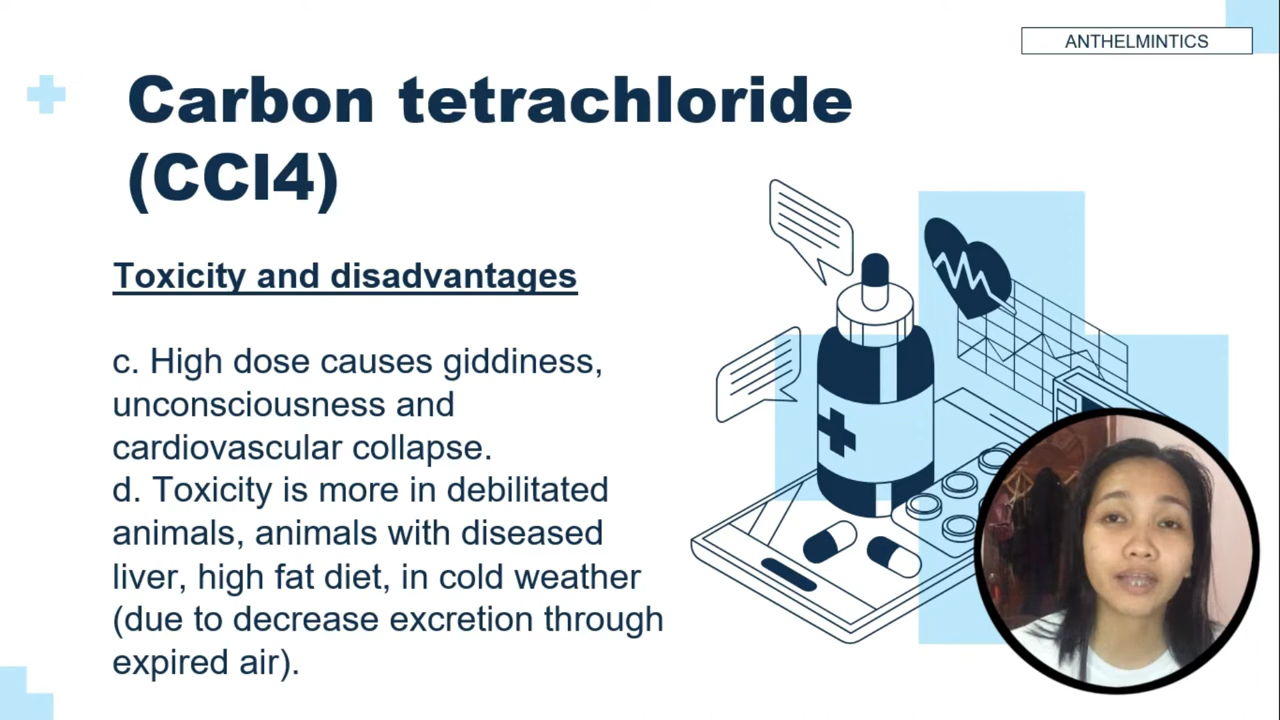 ANTHELMINTICS
Carbon tetrachloride
(CCl4)
Toxicity and disadvantages
c. High dose causes giddiness,
unconsciousness and
cardiovascular collapse.
d. Toxicity is more in debilitated
animals, animals with diseased
liver, high fat diet, in cold weather
(due to decrease excretion through
expired air).